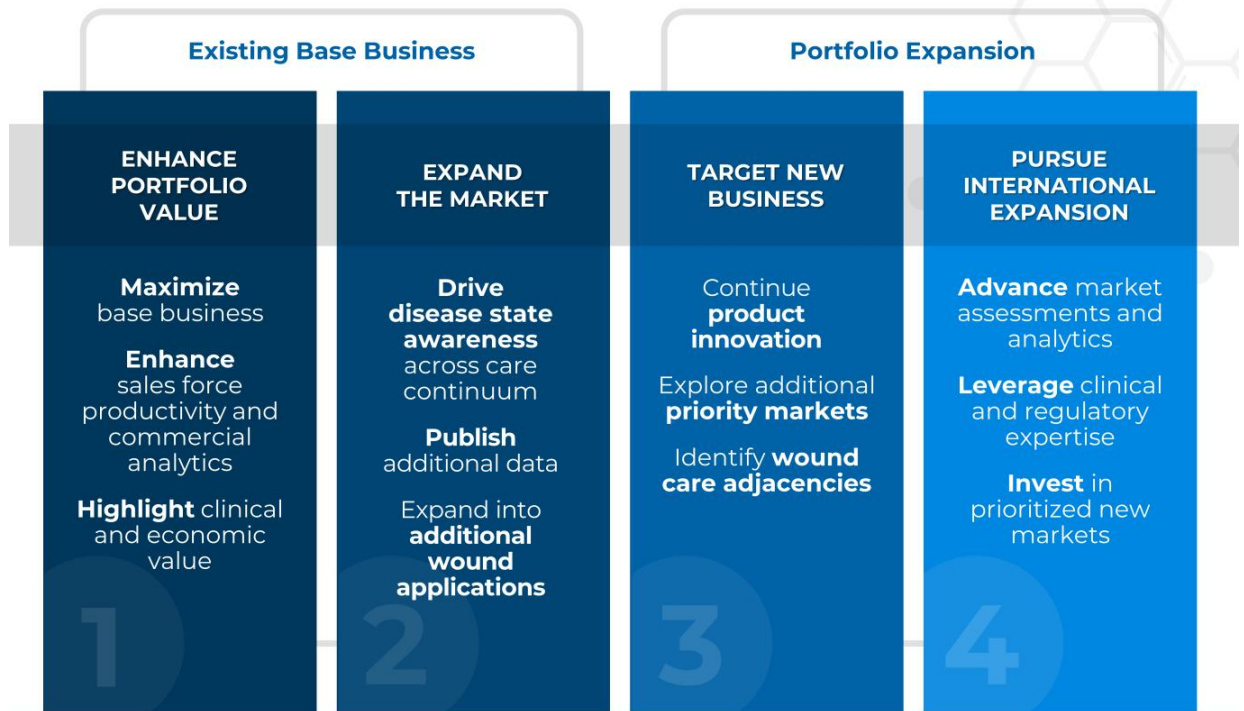 Existing Base Business
Portfolio Expansion
ENHANCE
PORTFOLIO
VALUE
Maximize
base business
Enhance
sales force
productivity and
commercial
analytics
Highlight clinical
and economic
value
1
EXPAND
THE MARKET
Drive
disease state
awareness
across care
continuum
Publish
additional data
Expand into
additional
wound
applications
2
TARGET NEW
BUSINESS
Continue
product
innovation
Explore additional
priority markets
Identify wound
care adjacencies
3
PURSUE
INTERNATIONAL
EXPANSION
Advance market
assessments and
analytics
Leverage clinical
and regulatory
expertise
Invest in
prioritized new
markets
4